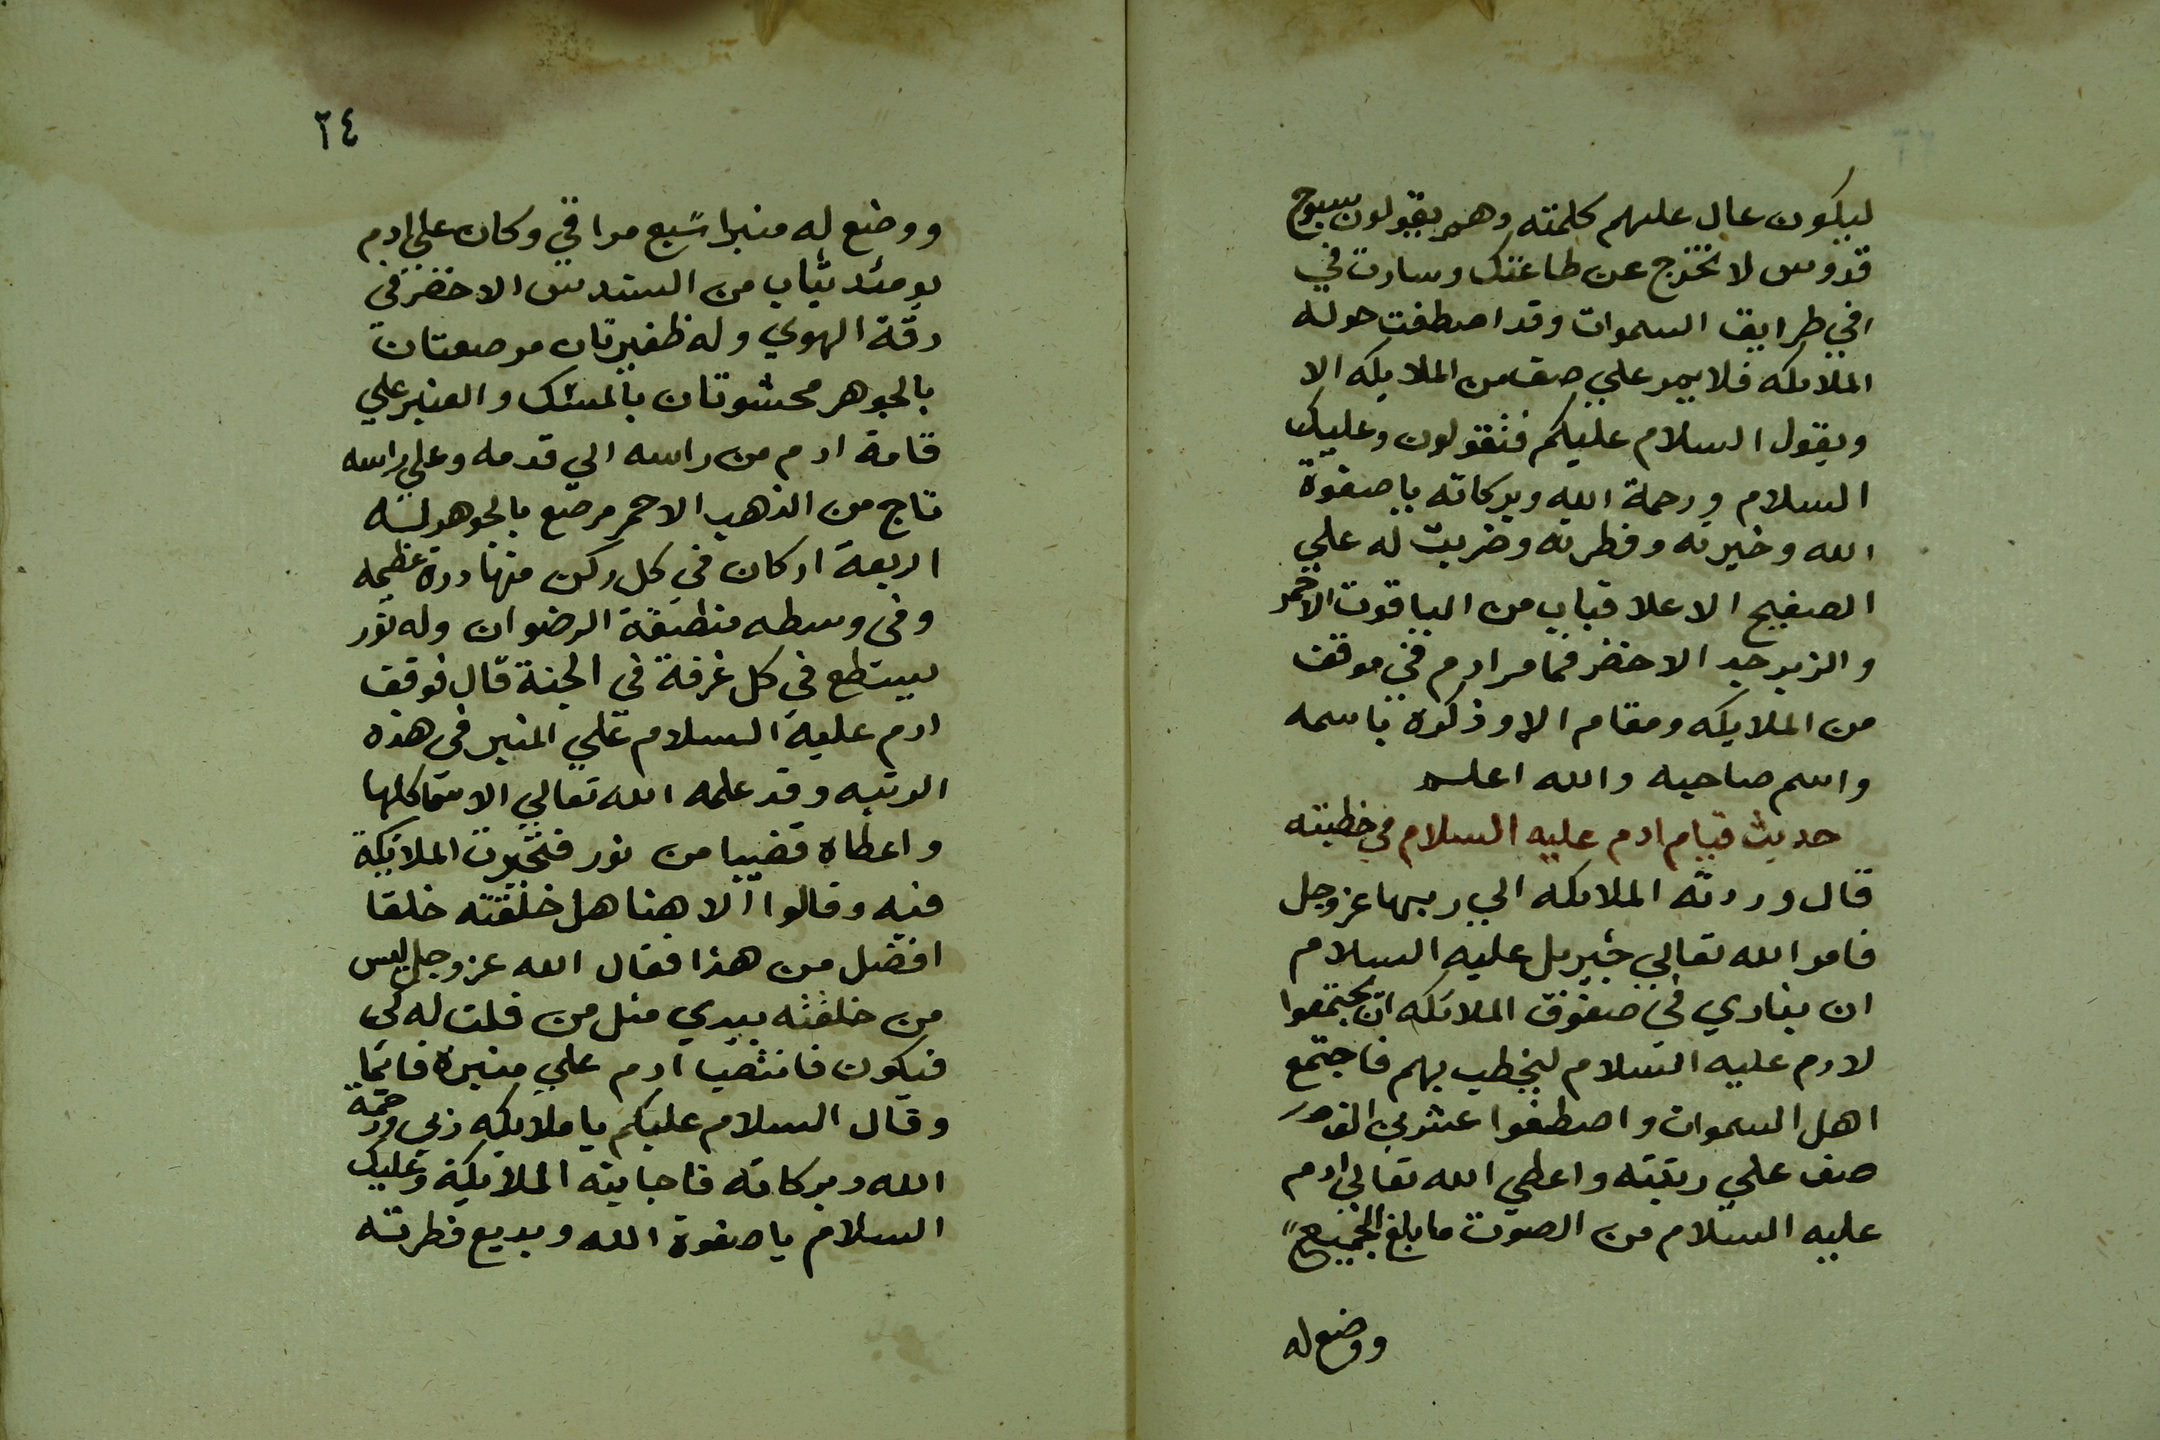 ليكون عال عليهم كلمته وهم يقولون سبوح
قدوس لا نخرج عن طاعتك وسارت في
افي طرايق السموات وقد اصطفت حوله
الملايكه فلا يمر علي صف من الملايكه الا
ويقول السلام عليكم فتقولون وعليك
السلام ورحمة الله وبركاته يا صفوة
الله وخيرته وفطرته وضربت له علي
الصفيح الاعلا قباب من الياقوت الاحمر
والزبرجد الاخضر فما مر ادم في موقف
من الملايكه ومقام الا وذكره باسمه
واسم صاحبه والله اعلم
حديث قيام ادم عليه السلام في خطبته
قال وردته الملايكه الي ربها عز وجل
فامر الله تعالي جبريل عليه السلام
ان ينادي في صفوف الملائكه ان يجتمعوا
لادم عليه السلام ليخطب بهم فاجتمع
اهل السموات واصطفوا عشرين الف
صف علي رتبته واعطي الله تعالي ادم
عليه السلام من الصوت ما بلغ الجميع
ووضع له
٢٤
ووضع له منبرا سبع مراقي وكان علي ادم
يومئذ ثياب من السندس الاخضر في
رقة الهوي وله ظفيرتان مرصعتان
بالجوهر محشوتان بالمسك والعنبر علي
قامة ادم من راسه الي قدمه وعلي راسه
تاج من الذهب الاحمر مرصع بالجوهر له
اربعة اركان في كل ركن منها درة عظيمه
وفي وسطه منطقة الرضوان وله نور
يسطع في كل غرفة في الجنة قال فوقف
ادم عليه السلام علي المنبر في هذه
الرتبه وقد علمه الله تعالي الاسما كلها
واعطاه قضيبا من نور فتحيرت الملائكة
فيه وقالوا الاهنا هل خلقته خلقا
افضل من هذا فقال الله عز وجل ليس
من خلقته بيدي مثل من قلت له كن
فيكون فانتصب ادم علي منبره قائما
وقال السلام عليكم يا ملايكه ربي ورحمة
الله وبركاته فاجابته الملايكة وعليك
السلام يا صفوة الله وبديع فطرته